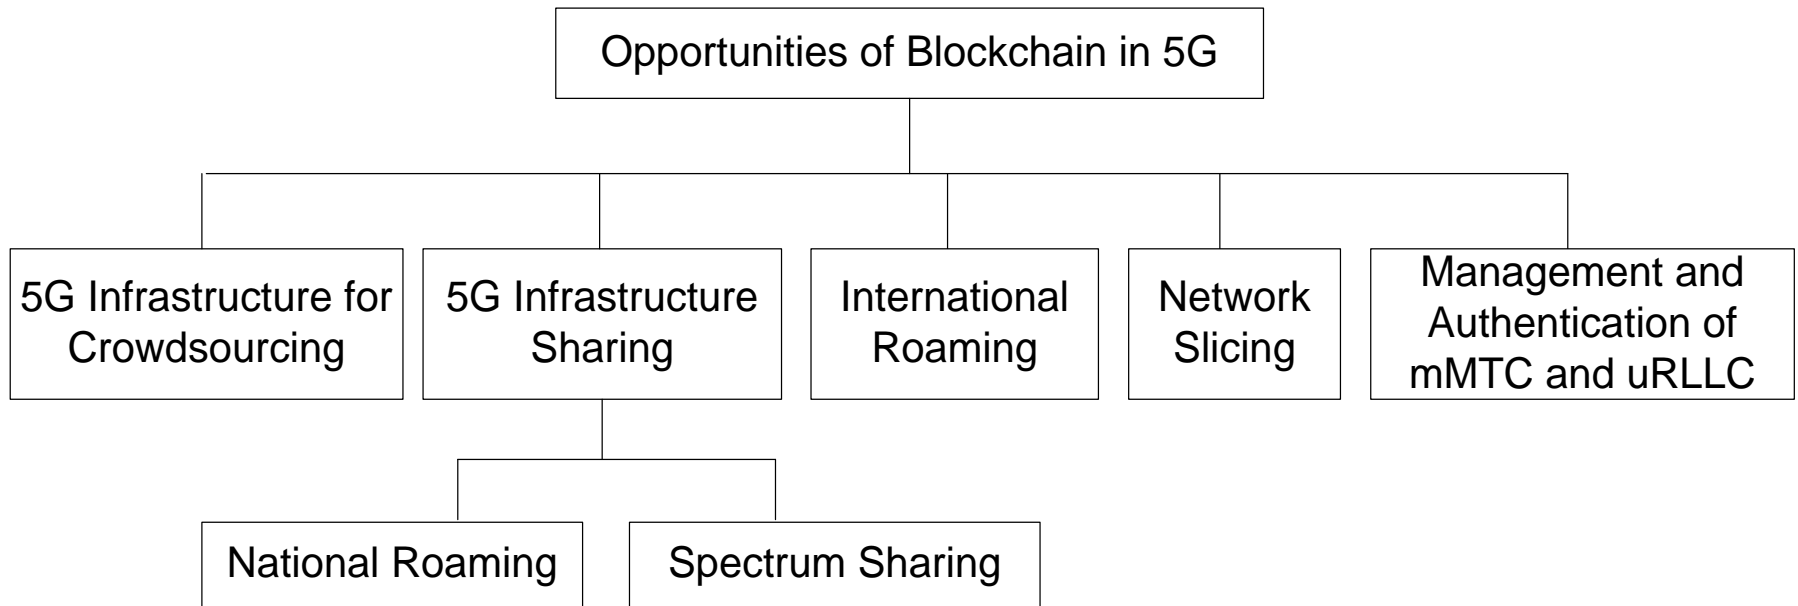 Opportunities of Blockchain in 5G
5G Infrastructure for
Crowdsourcing
5G Infrastructure
Sharing
International
Roaming
Network
Slicing
Management and
Authentication of
mMTC and uRLLC
National Roaming
Spectrum Sharing